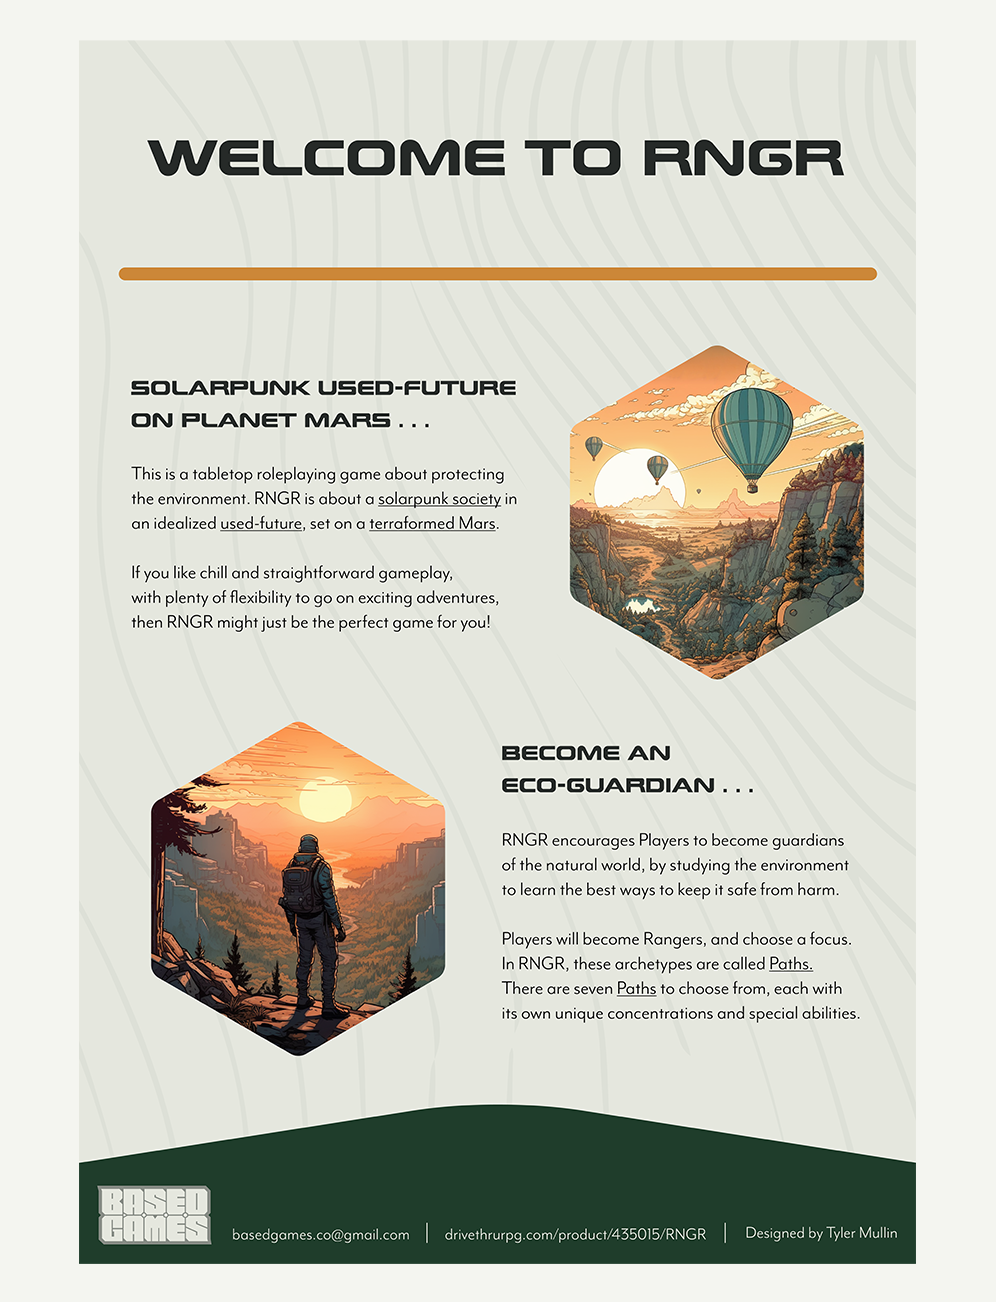 WELCOME TO RNGR
SOLARPUNK USED-FUTURE
ON PLANET MARS . . .
This is a tabletop roleplaying game about protecting
the environment. RNGR is about a solarpunk society in
an idealized used-future, set on a terraformed Mars.
If you like chill and straightforward gameplay,
with plenty of flexibility to go on exciting adventures,
then RNGR might just be the perfect game for you!
BECOME AN
ECO-GUARDIAN . . .
RNGR encourages Players to become guardians
of the natural world, by studying the environment
to learn the best ways to keep it safe from harm.
Players will become Rangers, and choose a focus.
In RNGR, these archetypes are called Paths.
There are seven Paths to choose from, each with
its own unique concentrations and special abilities.
BASED
GAMES
basedgames.co@gmail.com | drivethrurpg.com/product/435015/RNGR | Designed by Tyler Mullin